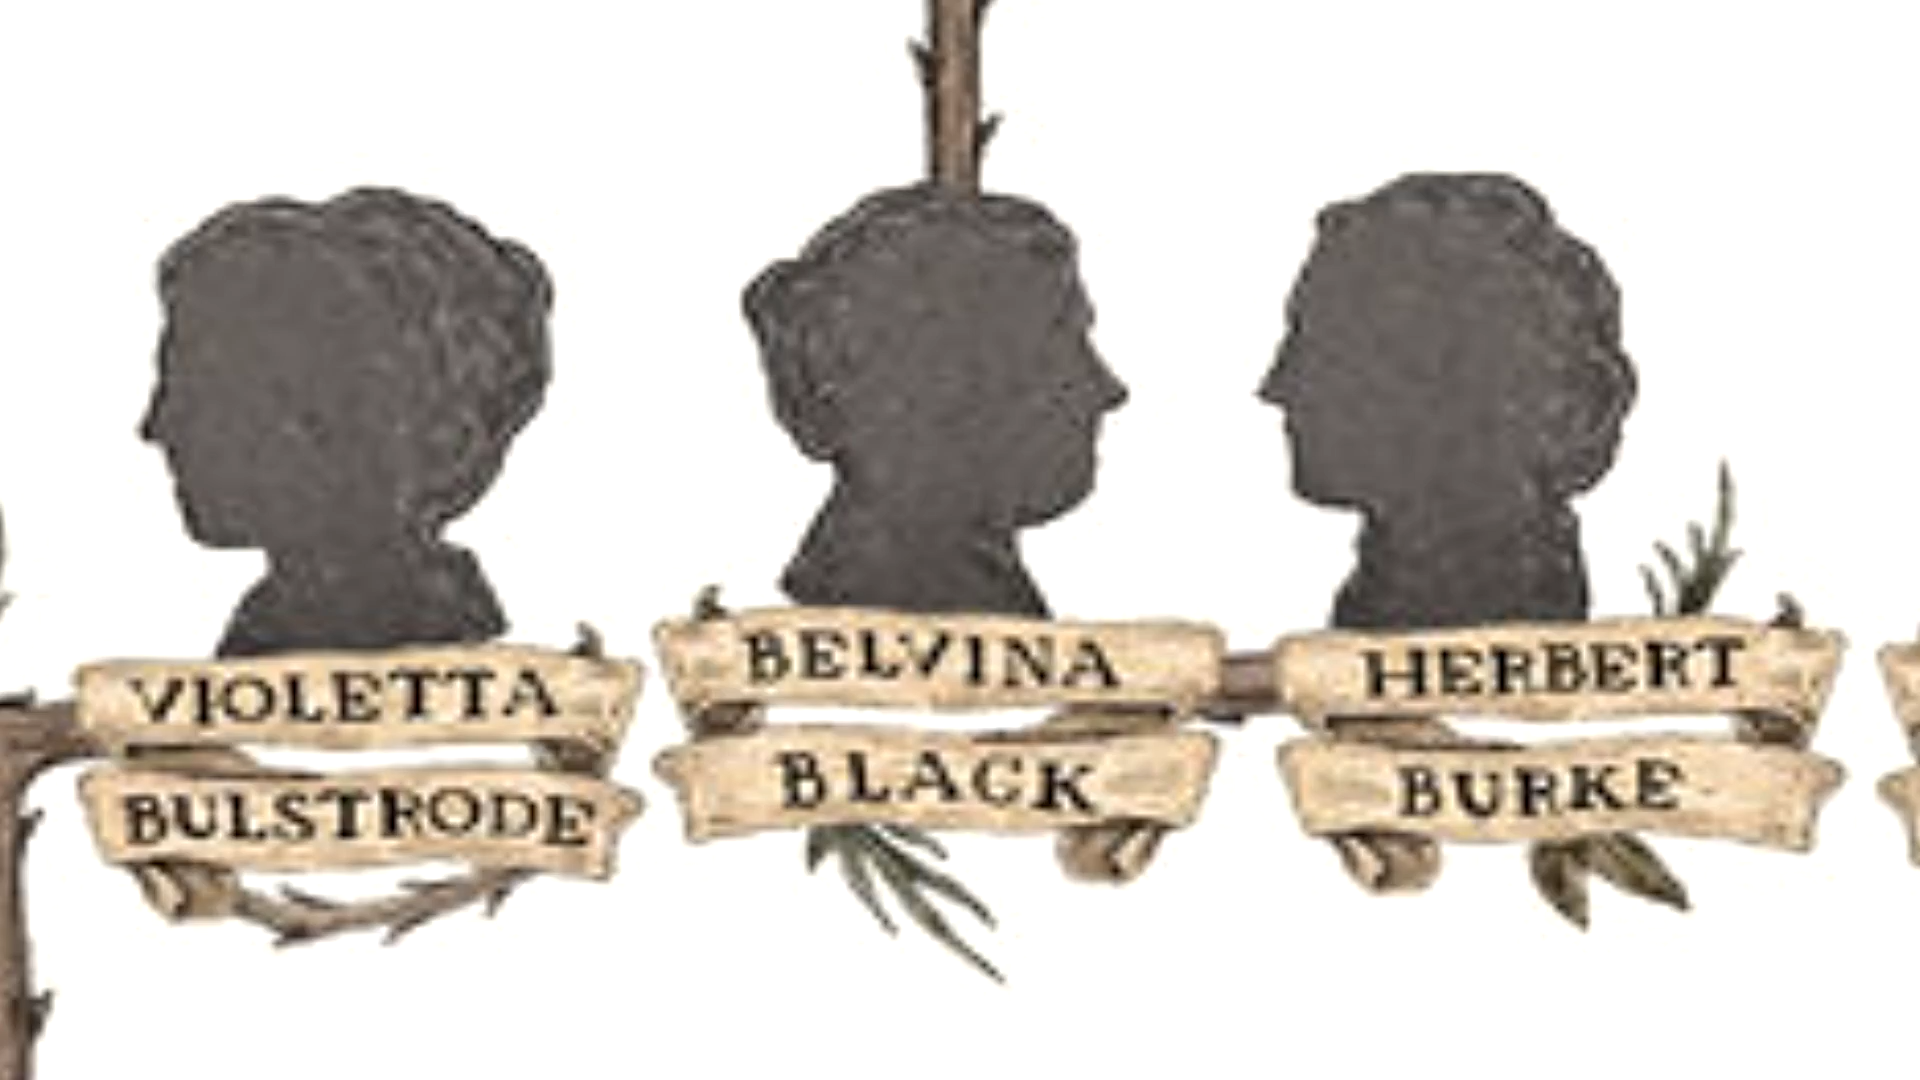 VIOLETTA
BULSTRODE
BELVINA
BLACK
HERBERT
BURKE